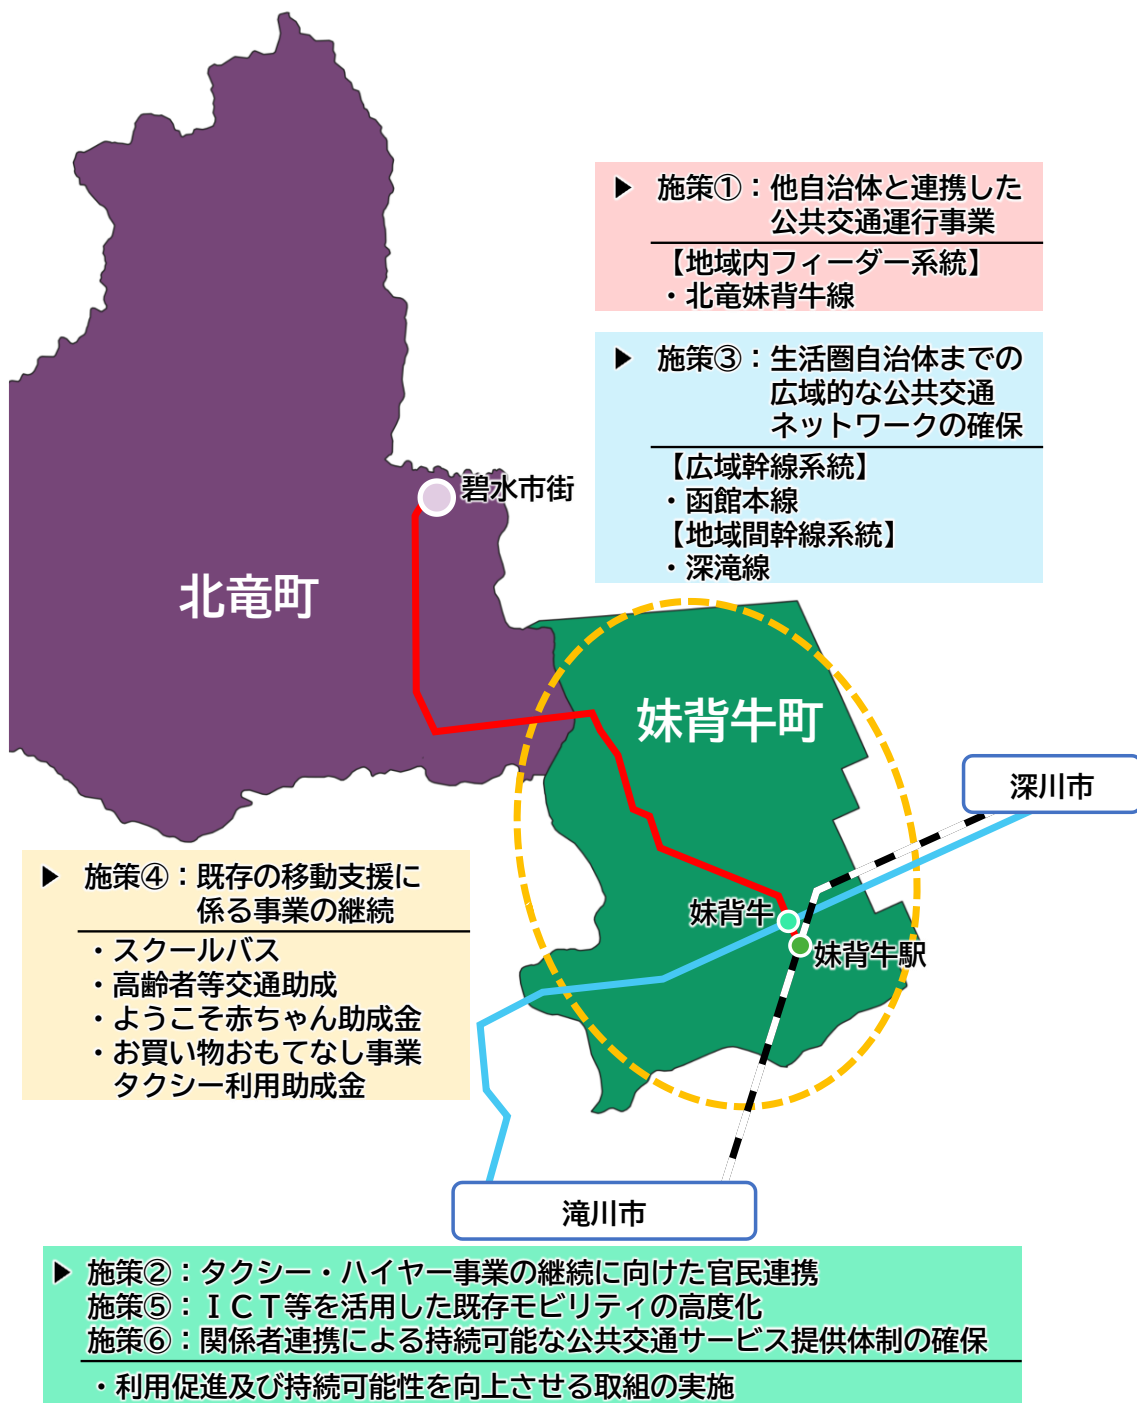 ▶ 施策①：他自治体と連携した
公共交通運行事業
【地域内フィーダー系統】
・北竜妹背牛線
▶ 施策③：生活圏自治体までの
広域的な公共交通
ネットワークの確保
【広域幹線系統】
・函館本線
【地域間幹線系統】
・深滝線
碧水市街
北竜町
妹背牛町
深川市
▶ 施策④：既存の移動支援に
係る事業の継続
・スクールバス
・高齢者等交通助成
・ようこそ赤ちゃん助成金
・お買い物おもてなし事業
タクシー利用助成金
妹背牛
妹背牛駅
滝川市
▶ 施策②：タクシー・ハイヤー事業の継続に向けた官民連携
施策⑤：ＩＣＴ等を活用した既存モビリティの高度化
施策⑥：関係者連携による持続可能な公共交通サービス提供体制の確保
・利用促進及び持続可能性を向上させる取組の実施